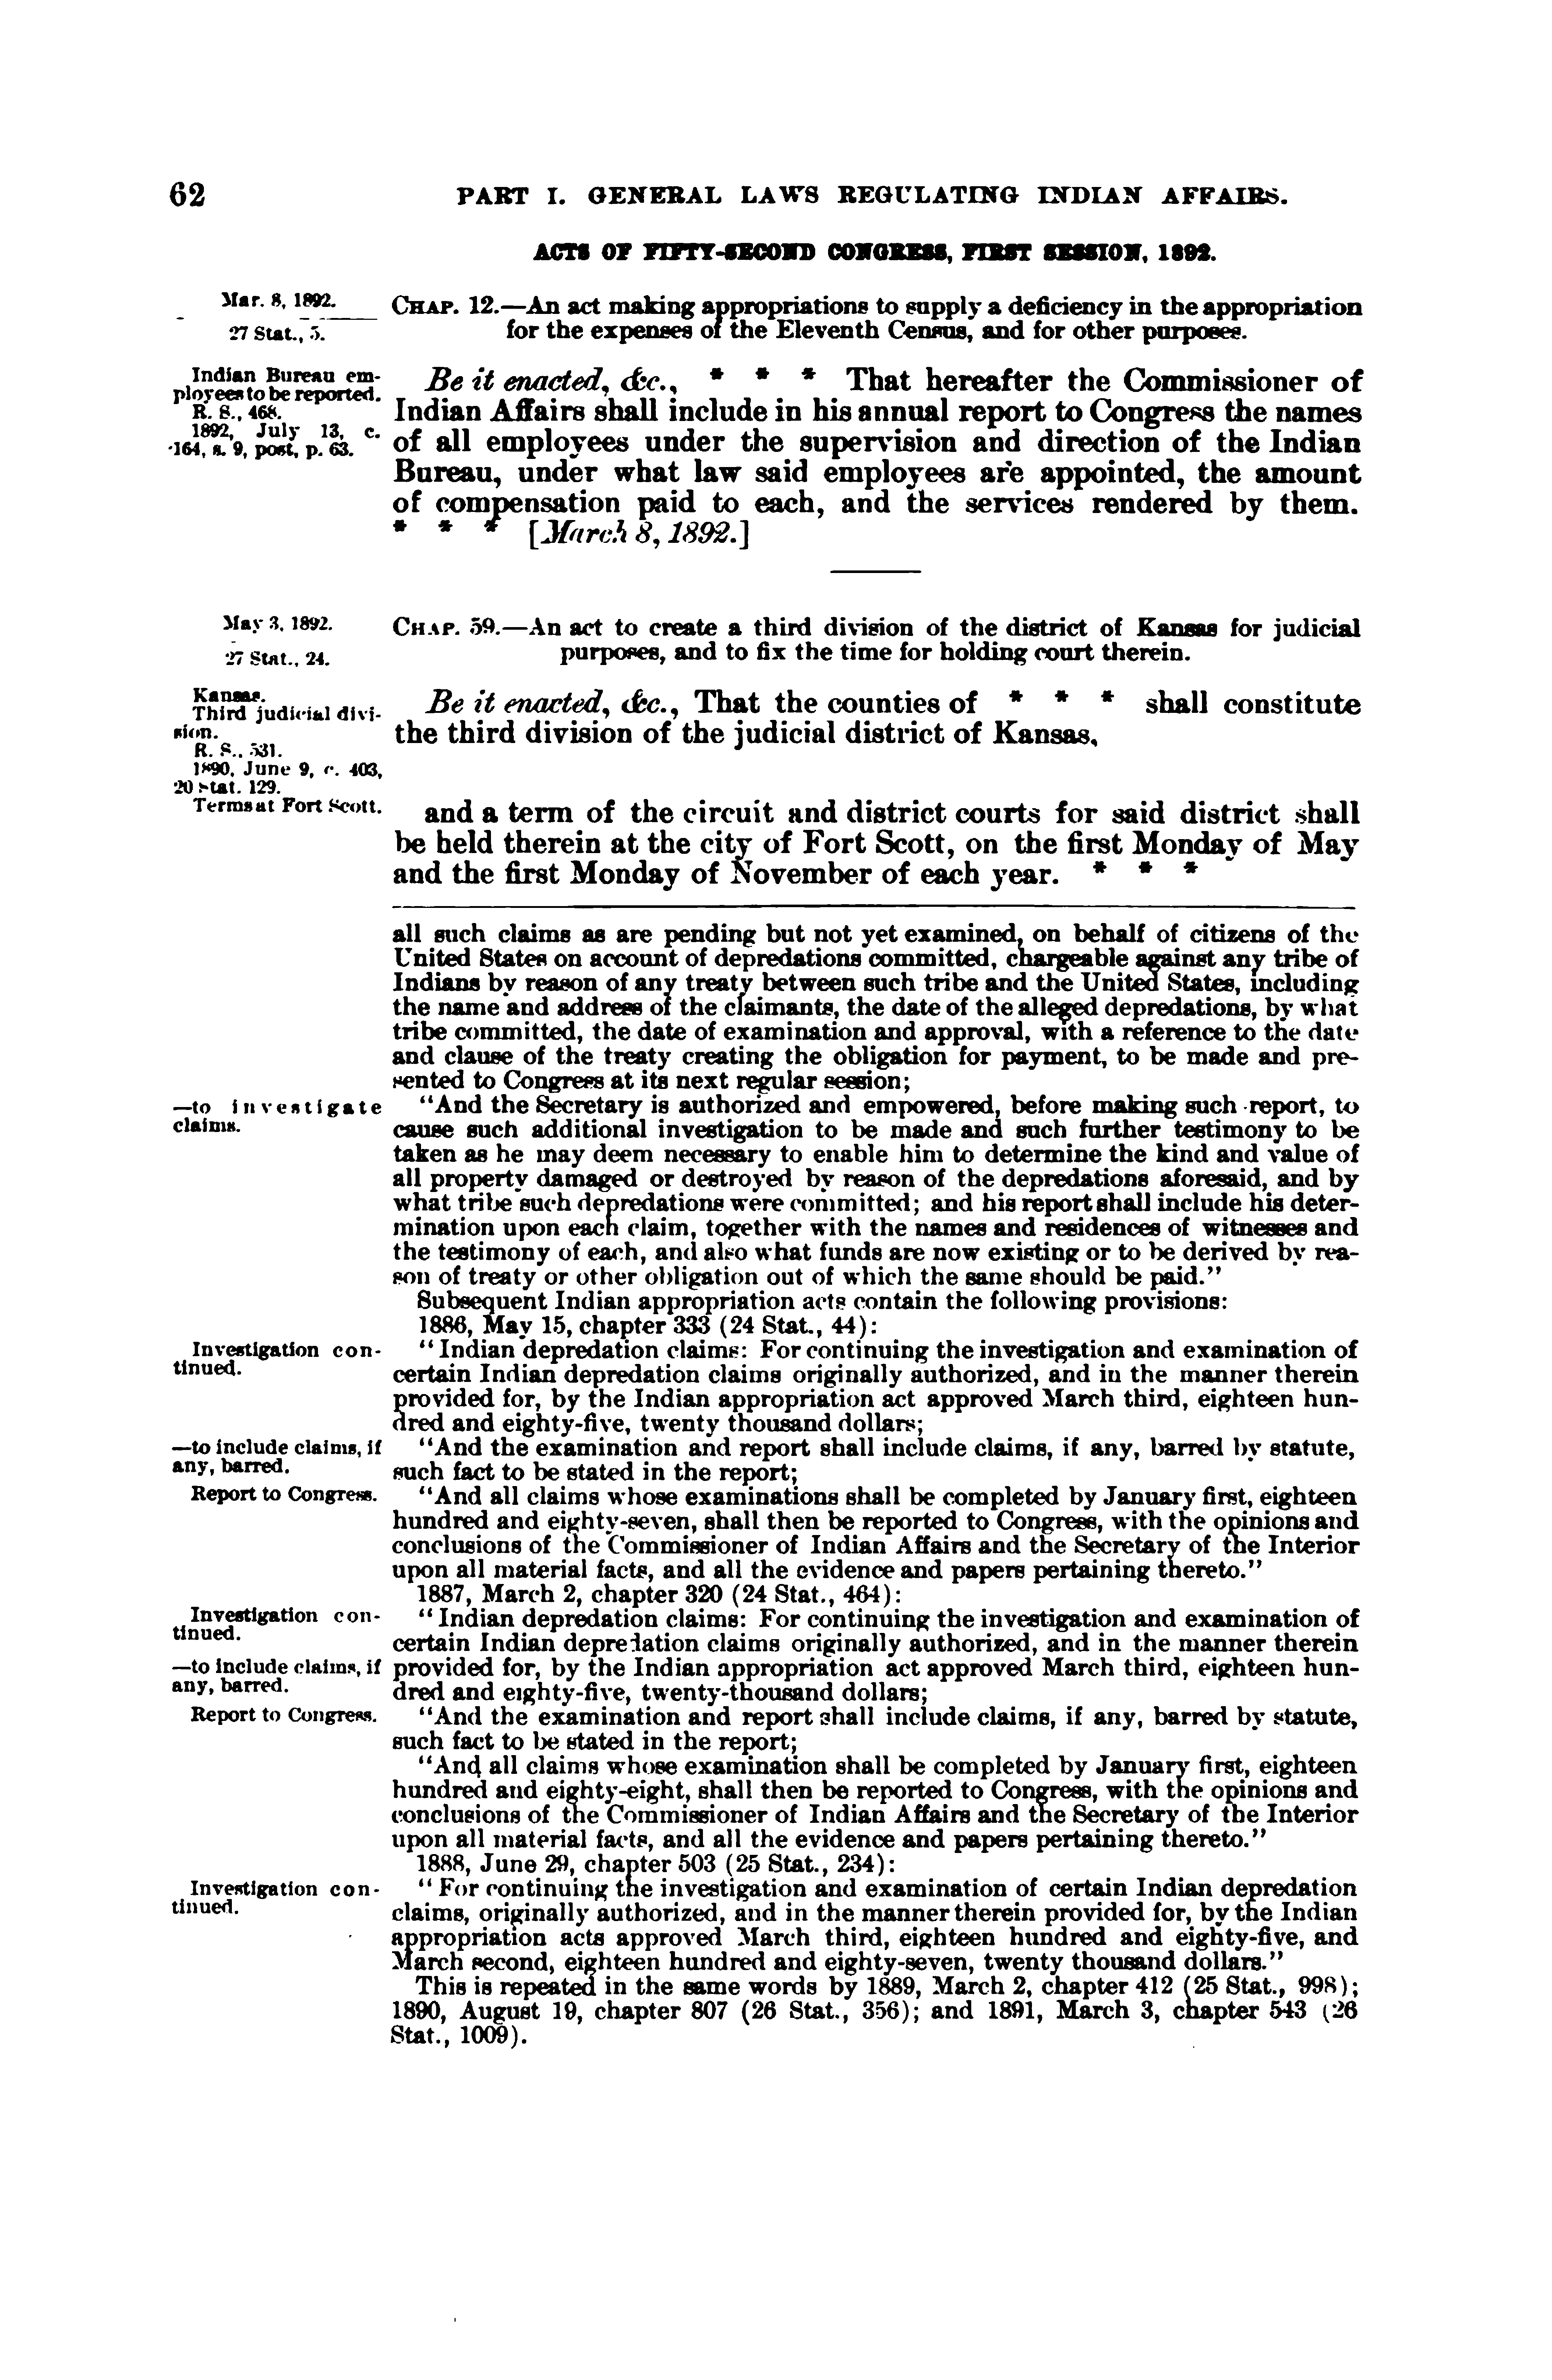 62
PART I. GENERAL LAWS REGULATING INDIAN AFFAIRS.
ACTS OF FIFTY-SECOND CONGRESS, FIRST SESSION, 1892.
Mar. 8, 1892.
27 Stat., 5.
CHAP. 12.—An act making appropriations to supply a deficiency in the appropriation
for the expenses of the Eleventh Census, and for other purposes.
Indian Bureau em-
ployees to be reported.
R. S., 468.
1892, July 13, c.
164, s. 9, post, p. 63.
Be it enacted, &c., * * * That hereafter the Commissioner of
Indian Affairs shall include in his annual report to Congress the names
of all employees under the supervision and direction of the Indian
Bureau, under what law said employees are appointed, the amount
of compensation paid to each, and the services rendered by them.
* * * [March 8, 1892.]
May 3, 1892.
27 Stat., 24.
CHAP. 59.—An act to create a third division of the district of Kansas for judicial
purposes, and to fix the time for holding court therein.
Kansas.
Third judicial divi-
sion.
R. S., 531.
1890, June 9, c. 403,
20 Stat. 129.
Terms at Fort Scott.
Be it enacted, &c., That the counties of * * * shall constitute
the third division of the judicial district of Kansas,
and a term of the circuit and district courts for said district shall
be held therein at the city of Fort Scott, on the first Monday of May
and the first Monday of November of each year. * * *
all such claims as are pending but not yet examined, on behalf of citizens of the
United States on account of depredations committed, chargeable against any tribe of
Indians by reason of any treaty between such tribe and the United States, including
the name and address of the claimants, the date of the alleged depredations, by what
tribe committed, the date of examination and approval, with a reference to the date
and clause of the treaty creating the obligation for payment, to be made and pre-
sented to Congress at its next regular session;
—to investigate
claims.
"And the Secretary is authorized and empowered, before making such report, to
cause such additional investigation to be made and such further testimony to be
taken as he may deem necessary to enable him to determine the kind and value of
all property damaged or destroyed by reason of the depredations aforesaid, and by
what tribe such depredations were committed; and his report shall include his deter-
mination upon each claim, together with the names and residences of witnesses and
the testimony of each, and also what funds are now existing or to be derived by rea-
son of treaty or other obligation out of which the same should be paid."
Subsequent Indian appropriation acts contain the following provisions:
1886, May 15, chapter 333 (24 Stat., 44):
Investigation con-
tinued.
"Indian depredation claims: For continuing the investigation and examination of
certain Indian depredation claims originally authorized, and in the manner therein
provided for, by the Indian appropriation act approved March third, eighteen hun-
dred and eighty-five, twenty thousand dollars;
—to include claims, if
any, barred.
"And the examination and report shall include claims, if any, barred by statute,
such fact to be stated in the report;
Report to Congress.
"And all claims whose examinations shall be completed by January first, eighteen
hundred and eighty-seven, shall then be reported to Congress, with the opinions and
conclusions of the Commissioner of Indian Affairs and the Secretary of the Interior
upon all material facts, and all the evidence and papers pertaining thereto."
1887, March 2, chapter 320 (24 Stat., 464):
Investigation con-
tinued.
"Indian depredation claims: For continuing the investigation and examination of
certain Indian depredation claims originally authorized, and in the manner therein
—to include claims, if
any, barred.
provided for, by the Indian appropriation act approved March third, eighteen hun-
dred and eighty-five, twenty-thousand dollars;
Report to Congress.
"And the examination and report shall include claims, if any, barred by statute,
such fact to be stated in the report;
"And all claims whose examination shall be completed by January first, eighteen
hundred and eighty-eight, shall then be reported to Congress, with the opinions and
conclusions of the Commissioner of Indian Affairs and the Secretary of the Interior
upon all material facts, and all the evidence and papers pertaining thereto."
1888, June 29, chapter 503 (25 Stat., 234):
Investigation con-
tinued.
"For continuing the investigation and examination of certain Indian depredation
claims, originally authorized, and in the manner therein provided for, by the Indian
appropriation acts approved March third, eighteen hundred and eighty-five, and
March second, eighteen hundred and eighty-seven, twenty thousand dollars."
This is repeated in the same words by 1889, March 2, chapter 412 (25 Stat., 998);
1890, August 19, chapter 807 (26 Stat., 356); and 1891, March 3, chapter 543 (26
Stat., 1009).